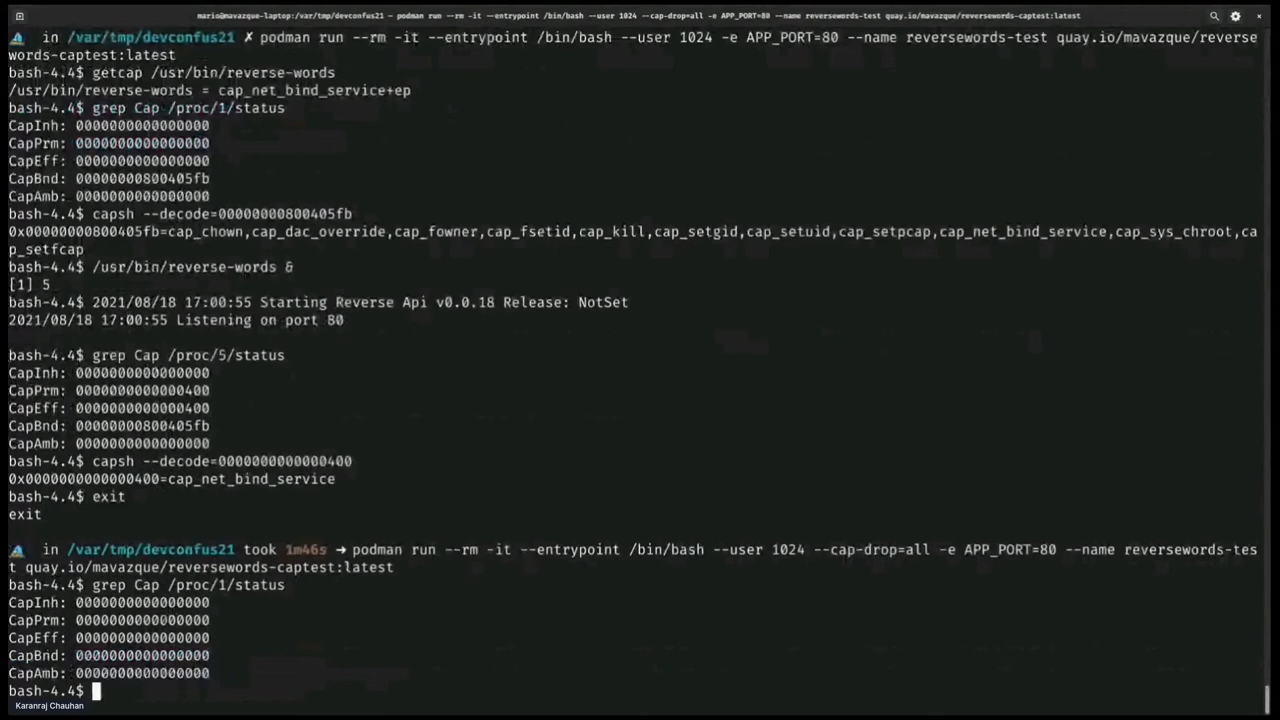 mario@mavazque-laptop:/var/tmp/devconfus21 — podman run --rm -it --entrypoint /bin/bash --user 1024 --cap-drop=all -e APP_PORT=80 --name reversewords-test quay.io/mavazque/reversewords-captest:latest
in /var/tmp/devconfus21 ✗ podman run --rm -it --entrypoint /bin/bash --user 1024 -e APP_PORT=80 --name reversewords-test quay.io/mavazque/reverse
words-captest:latest
bash-4.4$ getcap /usr/bin/reverse-words
/usr/bin/reverse-words = cap_net_bind_service+ep
bash-4.4$ grep Cap /proc/1/status
CapInh: 0000000000000000
CapPrm: 0000000000000000
CapEff: 0000000000000000
CapBnd: 00000000800405fb
CapAmb: 0000000000000000
bash-4.4$ capsh --decode=00000000800405fb
0x00000000800405fb=cap_chown,cap_dac_override,cap_fowner,cap_fsetid,cap_kill,cap_setgid,cap_setuid,cap_setpcap,cap_net_bind_service,cap_sys_chroot,ca
p_setfcap
bash-4.4$ /usr/bin/reverse-words &
[1] 5
bash-4.4$ 2021/08/18 17:00:55 Starting Reverse Api v0.0.18 Release: NotSet
2021/08/18 17:00:55 Listening on port 80
bash-4.4$ grep Cap /proc/5/status
CapInh: 0000000000000000
CapPrm: 0000000000000400
CapEff: 0000000000000400
CapBnd: 00000000800405fb
CapAmb: 0000000000000000
bash-4.4$ capsh --decode=0000000000000400
0x0000000000000400=cap_net_bind_service
bash-4.4$ exit
exit
in /var/tmp/devconfus21 took 1m46s ➜ podman run --rm -it --entrypoint /bin/bash --user 1024 --cap-drop=all -e APP_PORT=80 --name reversewords-tes
t quay.io/mavazque/reversewords-captest:latest
bash-4.4$ grep Cap /proc/1/status
CapInh: 0000000000000000
CapPrm: 0000000000000000
CapEff: 0000000000000000
CapBnd: 0000000000000000
CapAmb: 0000000000000000
bash-4.4$
Karanraj Chauhan